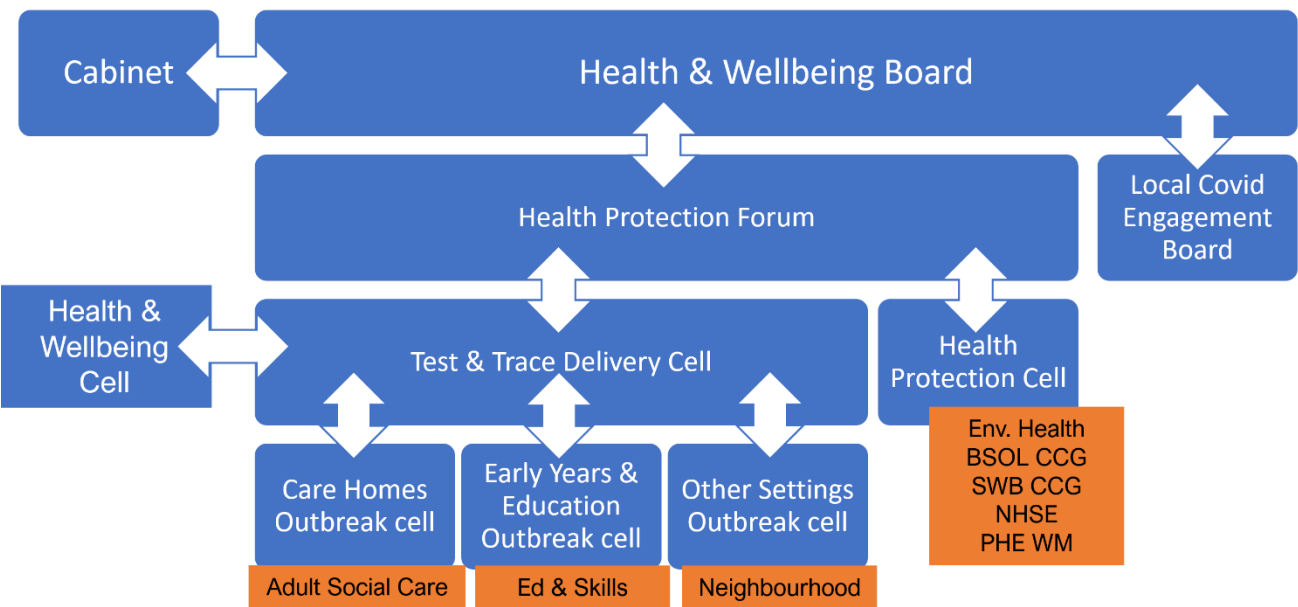 Cabinet
Health & Wellbeing Board
Health Protection Forum
Local Covid
Engagement
Board
Health &
Wellbeing
Cell
Test & Trace Delivery Cell
Health
Protection Cell
Env. Health
BSOL CCG
SWB CCG
NHSE
PHE WM
Care Homes
Outbreak cell
Early Years &
Education
Outbreak cell
Other Settings
Outbreak cell
Adult Social Care
Ed & Skills
Neighbourhood